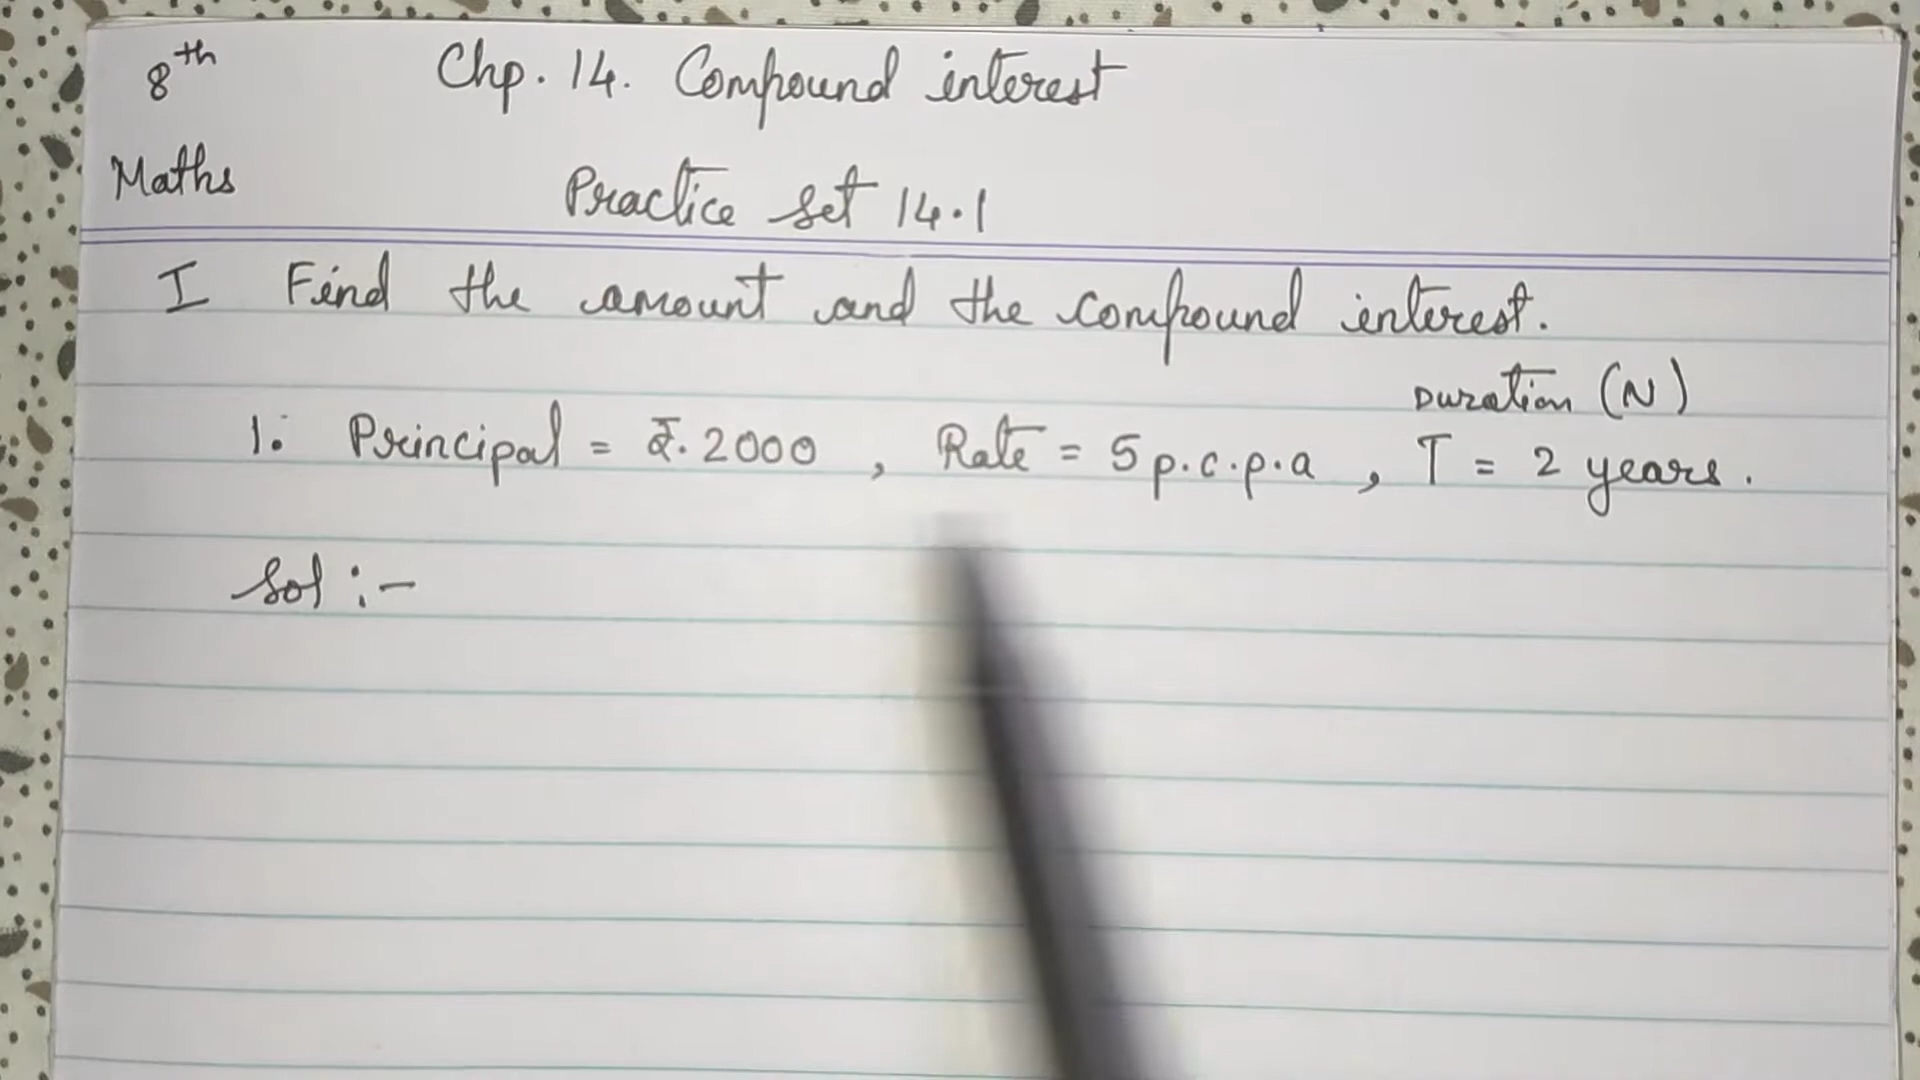 8th Chp. 14. Compound interest
Maths Practice set 14.1
I Find the amount and the compound interest.
Duration (N)
1. Principal = ₹. 2000 , Rate = 5 p.c.p.a , T = 2 years.
Sol :-